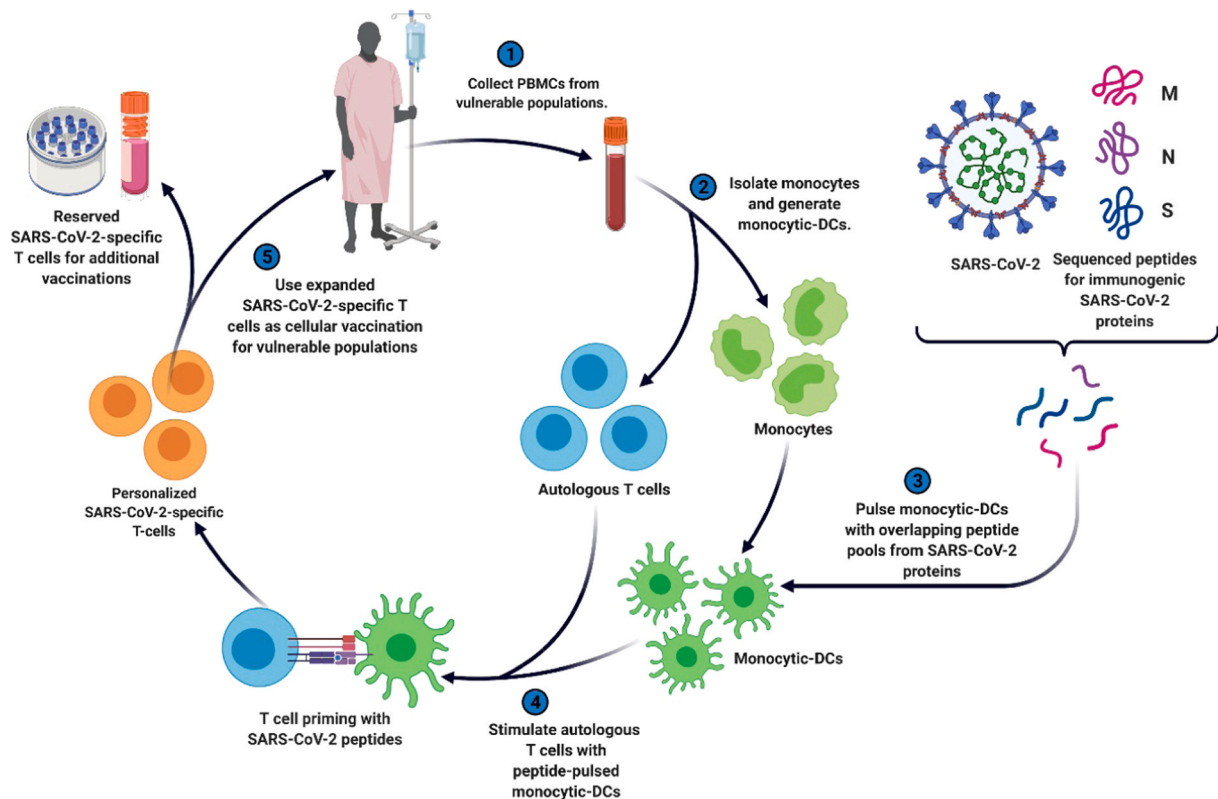 1
Collect PBMCs from
vulnerable populations.
2
Isolate monocytes
and generate
monocytic-DCs.
M
N
S
SARS-CoV-2
Sequenced peptides
for immunogenic
SARS-CoV-2
proteins
Reserved
SARS-CoV-2-specific
T cells for additional
vaccinations
5
Use expanded
SARS-CoV-2-specific T
cells as cellular vaccination
for vulnerable populations
Monocytes
Autologous T cells
3
Pulse monocytic-DCs
with overlapping peptide
pools from SARS-CoV-2
proteins
Personalized
SARS-CoV-2-specific
T-cells
Monocytic-DCs
T cell priming with
SARS-CoV-2 peptides
4
Stimulate autologous
T cells with
peptide-pulsed
monocytic-DCs